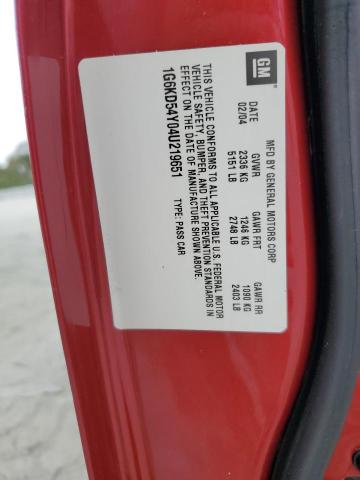 GM
MFD BY GENERAL MOTORS CORP
DATE GVWR GAWR FRT GAWR RR
02/04 2336 KG 1246 KG 1090 KG
5151 LB 2748 LB 2403 LB
THIS VEHICLE CONFORMS TO ALL APPLICABLE U.S. FEDERAL MOTOR
VEHICLE SAFETY, BUMPER, AND THEFT PREVENTION STANDARDS IN
EFFECT ON THE DATE OF MANUFACTURE SHOWN ABOVE.
1G6KD54Y04U219651 TYPE: PASS CAR